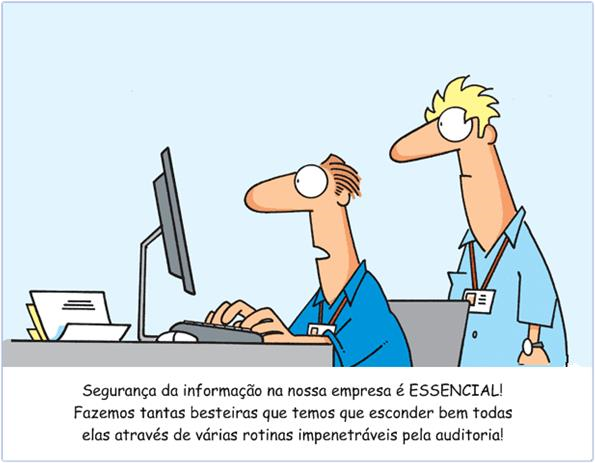 Segurança da informação na nossa empresa é ESSENCIAL!
Fazemos tantas besteiras que temos que esconder bem todas
elas através de várias rotinas impenetráveis pela auditoria!